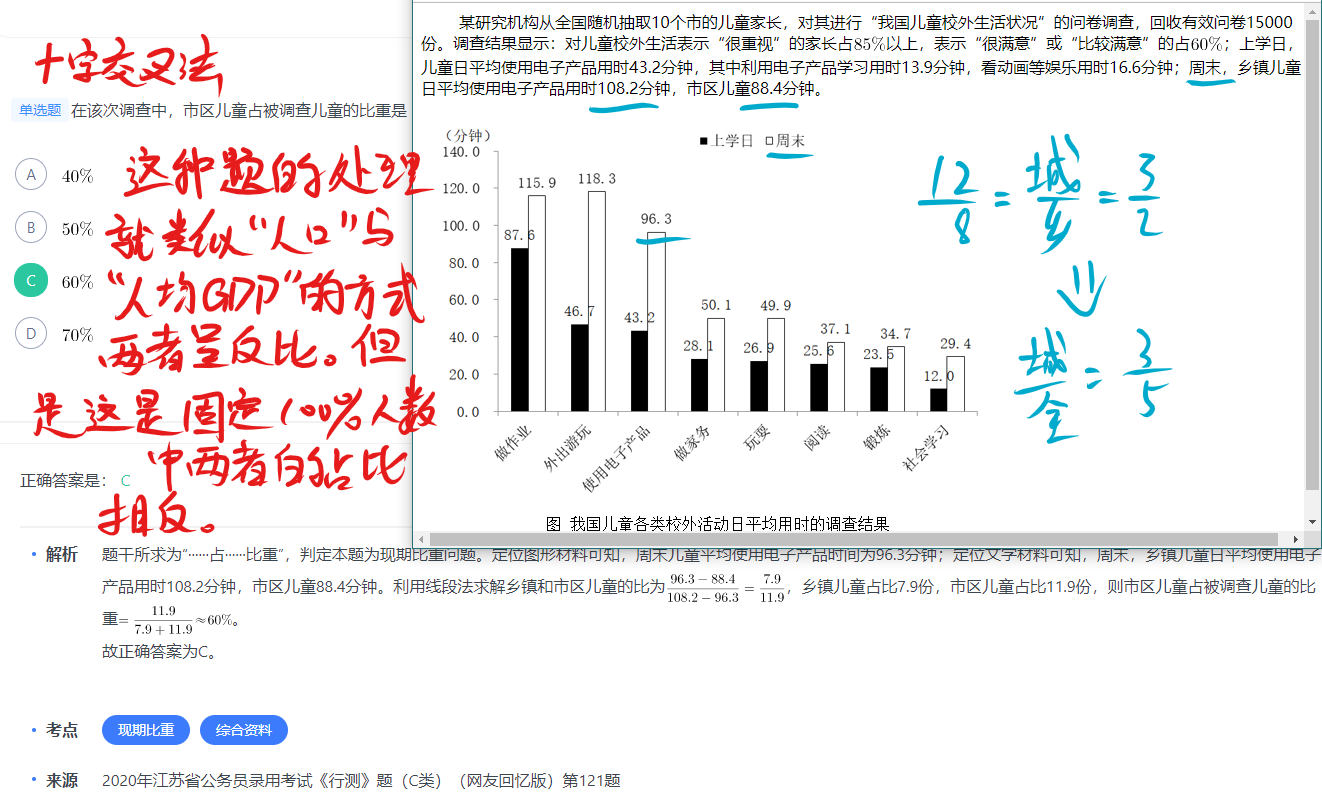 某研究机构从全国随机抽取10个市的儿童家长，对其进行“我国儿童校外生活状况”的问卷调查，回收有效问卷15000
份。调查结果显示：对儿童校外生活表示“很重视”的家长占85%以上，表示“很满意”或“比较满意”的占60%；上学日，
儿童日平均使用电子产品用时43.2分钟，其中利用电子产品学习用时13.9分钟，看动画等娱乐用时16.6分钟；周末，乡镇儿童
日平均使用电子产品用时108.2分钟，市区儿童88.4分钟。
十字交叉法
单选题 在该次调查中，市区儿童占被调查儿童的比重是
A 40%
B 50%
C 60%
D 70%
这种题的处理
就类似“人口”与
“人均GDP”的方式
两者呈反比。但
是这是固定100%人数
中两者的占比
相反。
（分钟）
■上学日 □周末
140.0
120.0
100.0
80.0
60.0
40.0
20.0
0.0
87.6 115.9
46.7 118.3
43.2 96.3
28.1 50.1
26.9 49.9
25.6 37.1
23.5 34.7
12.0 29.4
做作业 外出游玩 使用电子产品 做家务 玩耍 阅读 锻炼 社会学习
图 我国儿童各类校外活动日平均用时的调查结果
12/8 = 城/乡 = 3/2
⇓
城/全 = 3/5
正确答案是： C
• 解析 题干所求为“……占……比重”，判定本题为现期比重问题。定位图形材料可知，周末儿童平均使用电子产品时间为96.3分钟；定位文字材料可知，周末，乡镇儿童日平均使用电子
产品用时108.2分钟，市区儿童88.4分钟。利用线段法求解乡镇和市区儿童的比为(96.3−88.4)/(108.2−96.3)=7.9/11.9，乡镇儿童占比7.9份，市区儿童占比11.9份，则市区儿童占被调查儿童的比
重=11.9/(7.9+11.9)≈60%。
故正确答案为C。
• 考点 现期比重 综合资料
• 来源 2020年江苏省公务员录用考试《行测》题（C类）（网友回忆版）第121题